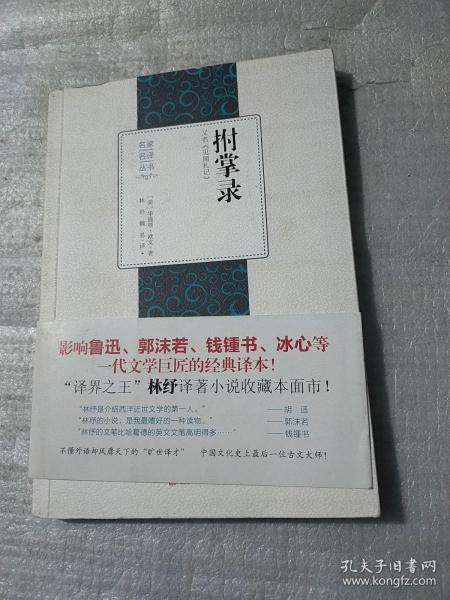 拊掌录
又名《见闻札记》
名家
名译
丛书
〔美〕华盛顿·欧文·著
林纾 魏易·译
影响鲁迅、郭沫若、钱锺书、冰心等
一代文学巨匠的经典译本！
“译界之王”林纾译著小说收藏本面市！
“林纾是介绍西洋近世文学的第一人。” ——胡适
“林纾的小说，是我最嗜好的一种读物。” ——郭沫若
“林纾的文笔比哈葛德的英文文笔高明得多……” ——钱锺书
不懂外语却风靡天下的“旷世译才” 中国文化史上最后一位古文大师！
孔夫子旧书网
www.kongfz.com